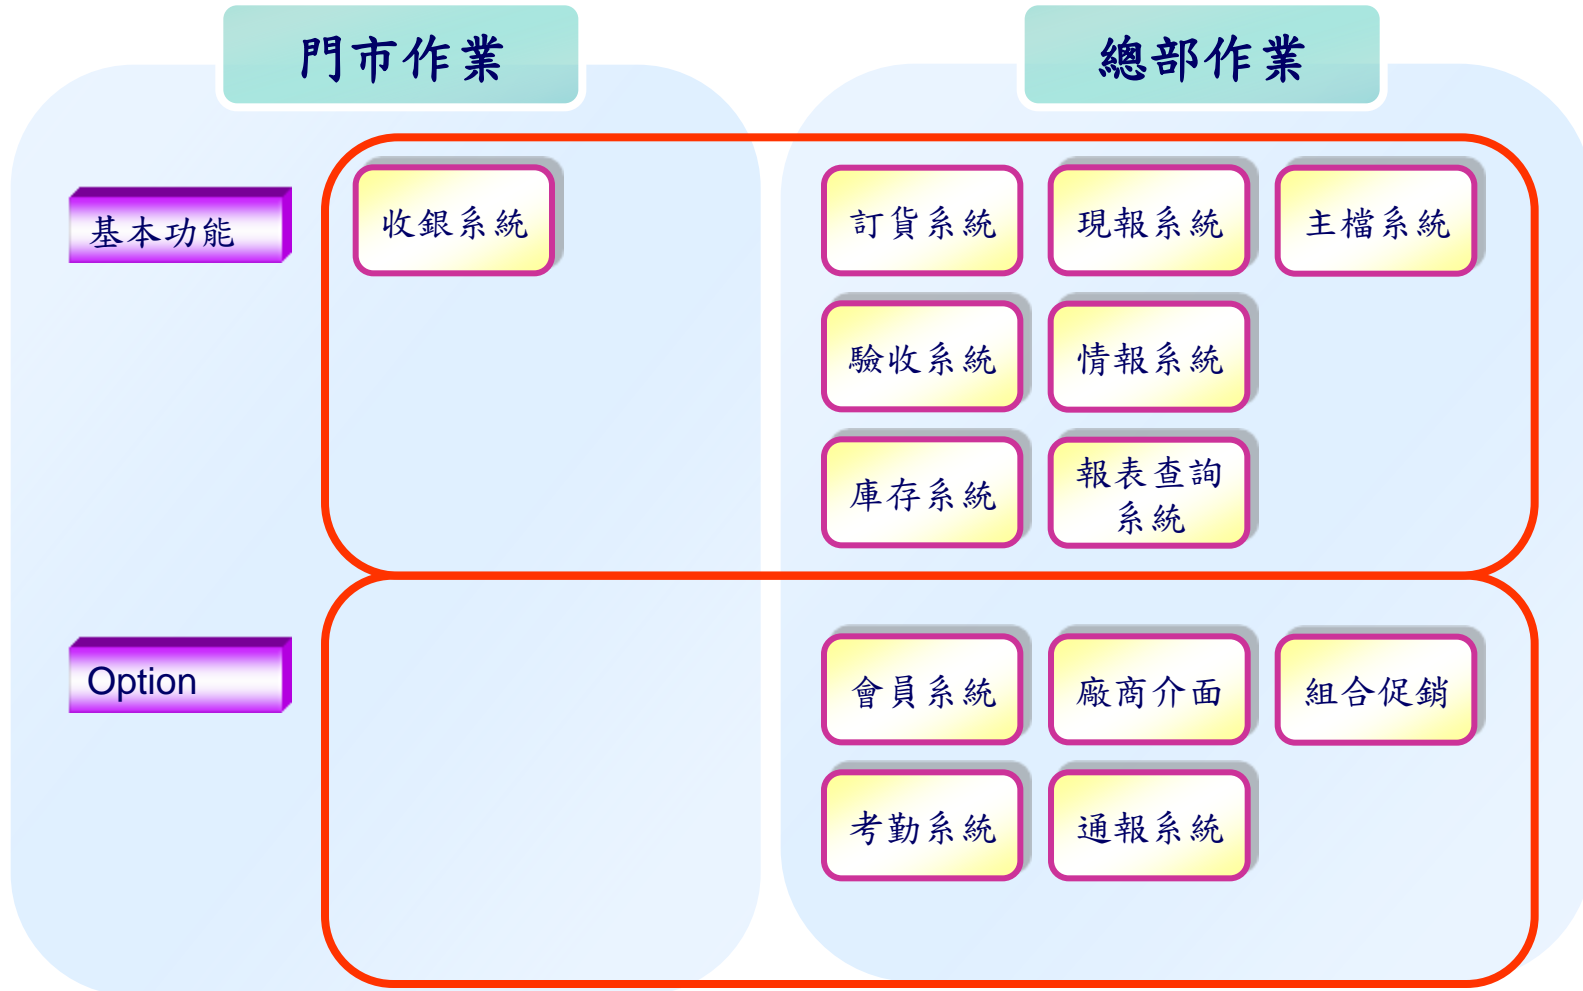 門市作業
總部作業
基本功能
收銀系統
訂貨系統
現報系統
主檔系統
驗收系統
情報系統
庫存系統
報表查詢
系統
Option
會員系統
廠商介面
組合促銷
考勤系統
通報系統